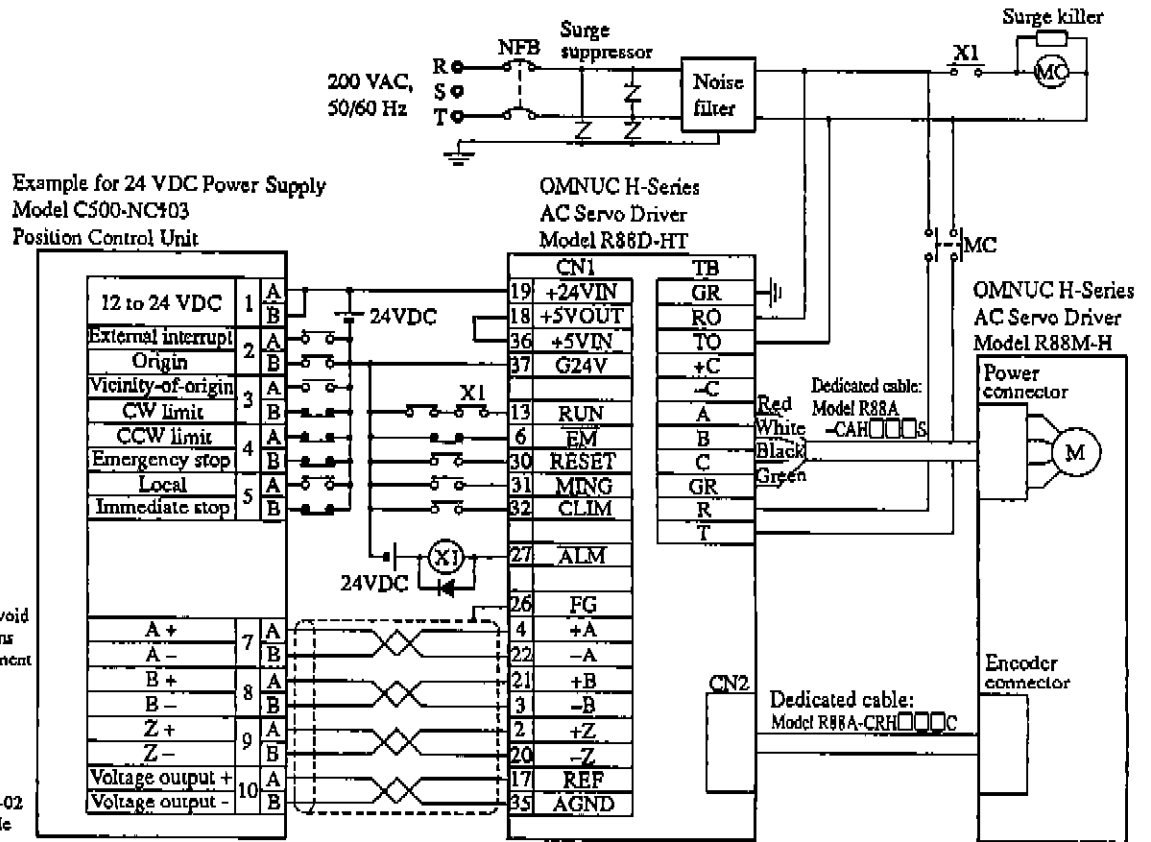 Surge killer
Surge
suppressor
NFB
X1
MC
R
S
T
200 VAC,
50/60 Hz
Noise
filter
Example for 24 VDC Power Supply
Model C500-NC103
Position Control Unit
OMNUC H-Series
AC Servo Driver
Model R88D-HT
MC
OMNUC H-Series
AC Servo Driver
Model R88M-H
12 to 24 VDC 1 A B
External interrupt 2 A
Origin B
Vicinity-of-origin 3 A
CW limit B
CCW limit 4 A
Emergency stop B
Local 5 A
Immediate stop B
A + 7 A
A – B
B + 8 A
B – B
Z + 9 A
Z – B
Voltage output + 10 A
Voltage output - B
24VDC
X1
X1
24VDC
CN1
19 +24VIN
18 +5VOUT
36 +5VIN
37 G24V
13 RUN
6 EM
30 RESET
31 MING
32 CLIM
27 ALM
26 FG
4 +A
22 –A
21 +B
3 –B
2 +Z
20 –Z
17 REF
35 AGND
TB
GR
RO
TO
+C
–C
A
B
C
GR
R
T
Red
White
Black
Green
Dedicated cable:
Model R88A
–CAH□□□S
Power
connector
M
CN2
Dedicated cable:
Model R88A-CRH□□□C
Encoder
connector
-02